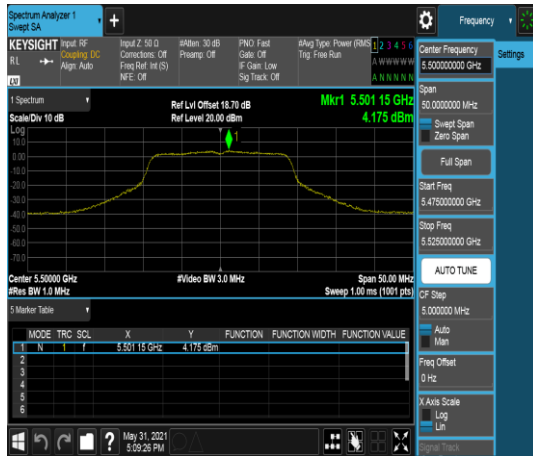 Spectrum Analyzer 1
Swept SA
+
Frequency
KEYSIGHT
RL
LXI
Input: RF
Coupling: DC
Align: Auto
Input Z: 50 Ω
Corrections: Off
Freq Ref: Int (S)
NFE: Off
#Atten: 30 dB
Preamp: Off
PNO: Fast
Gate: Off
IF Gain: Low
Sig Track: Off
#Avg Type: Power (RMS
Trig: Free Run
1 2 3 4 5 6
A W W W W W
A N N N N N
Center Frequency
5.500000000 GHz
Settings
Span
50.0000000 MHz
Swept Span
Zero Span
Full Span
Start Freq
5.475000000 GHz
Stop Freq
5.525000000 GHz
AUTO TUNE
CF Step
5.000000 MHz
Auto
Man
Freq Offset
0 Hz
X Axis Scale
Log
Lin
Signal Track
1 Spectrum
Scale/Div 10 dB
Ref Lvl Offset 18.70 dB
Ref Level 20.00 dBm
Mkr1 5.501 15 GHz
4.175 dBm
Log
10.0
0.00
-10.0
-20.0
-30.0
-40.0
-50.0
-60.0
-70.0
1
Center 5.50000 GHz
#Res BW 1.0 MHz
#Video BW 3.0 MHz
Span 50.00 MHz
Sweep 1.00 ms (1001 pts)
5 Marker Table
MODE TRC SCL X Y FUNCTION FUNCTION WIDTH FUNCTION VALUE
1 N 1 f 5.501 15 GHz 4.175 dBm
2
3
4
5
6
?
May 31, 2021
5:09:26 PM